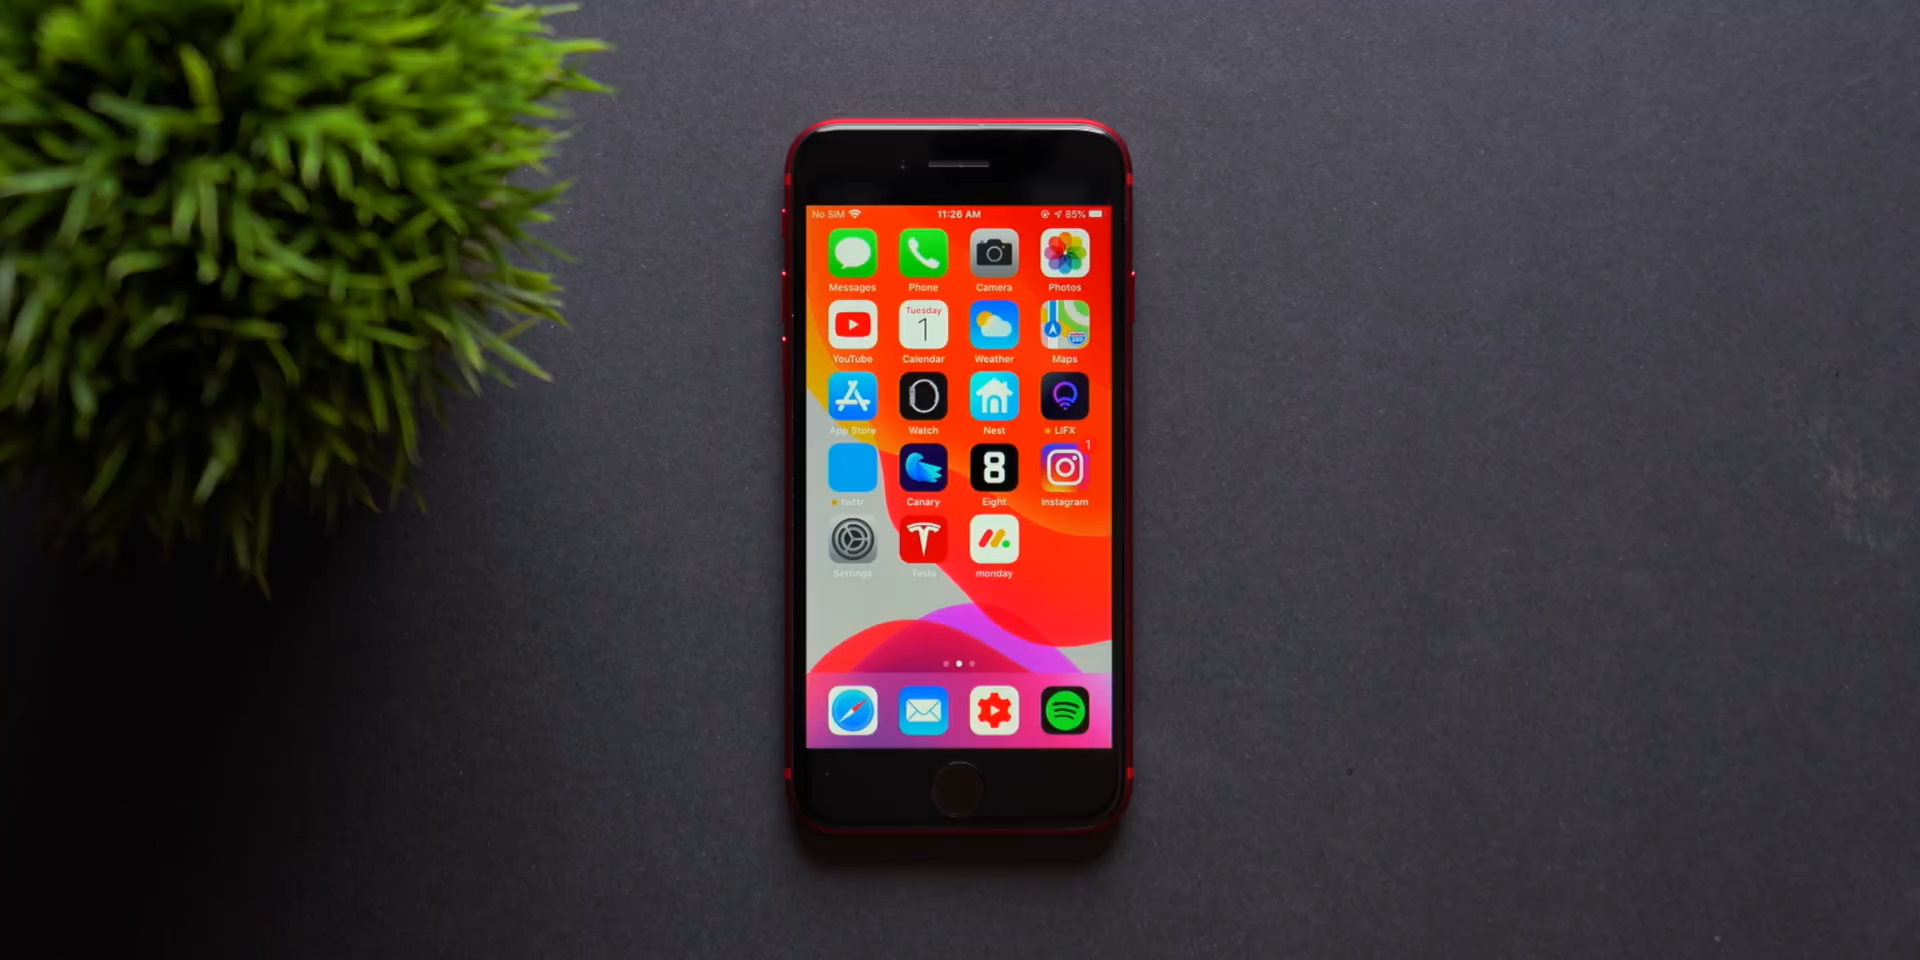 No SIM 11:26 AM 85%
Messages Phone Camera Photos
Tuesday
1
YouTube Calendar Weather Maps
App Store Watch Nest LIFX
8
1
twttr Canary Eight Instagram
Settings Tesla monday